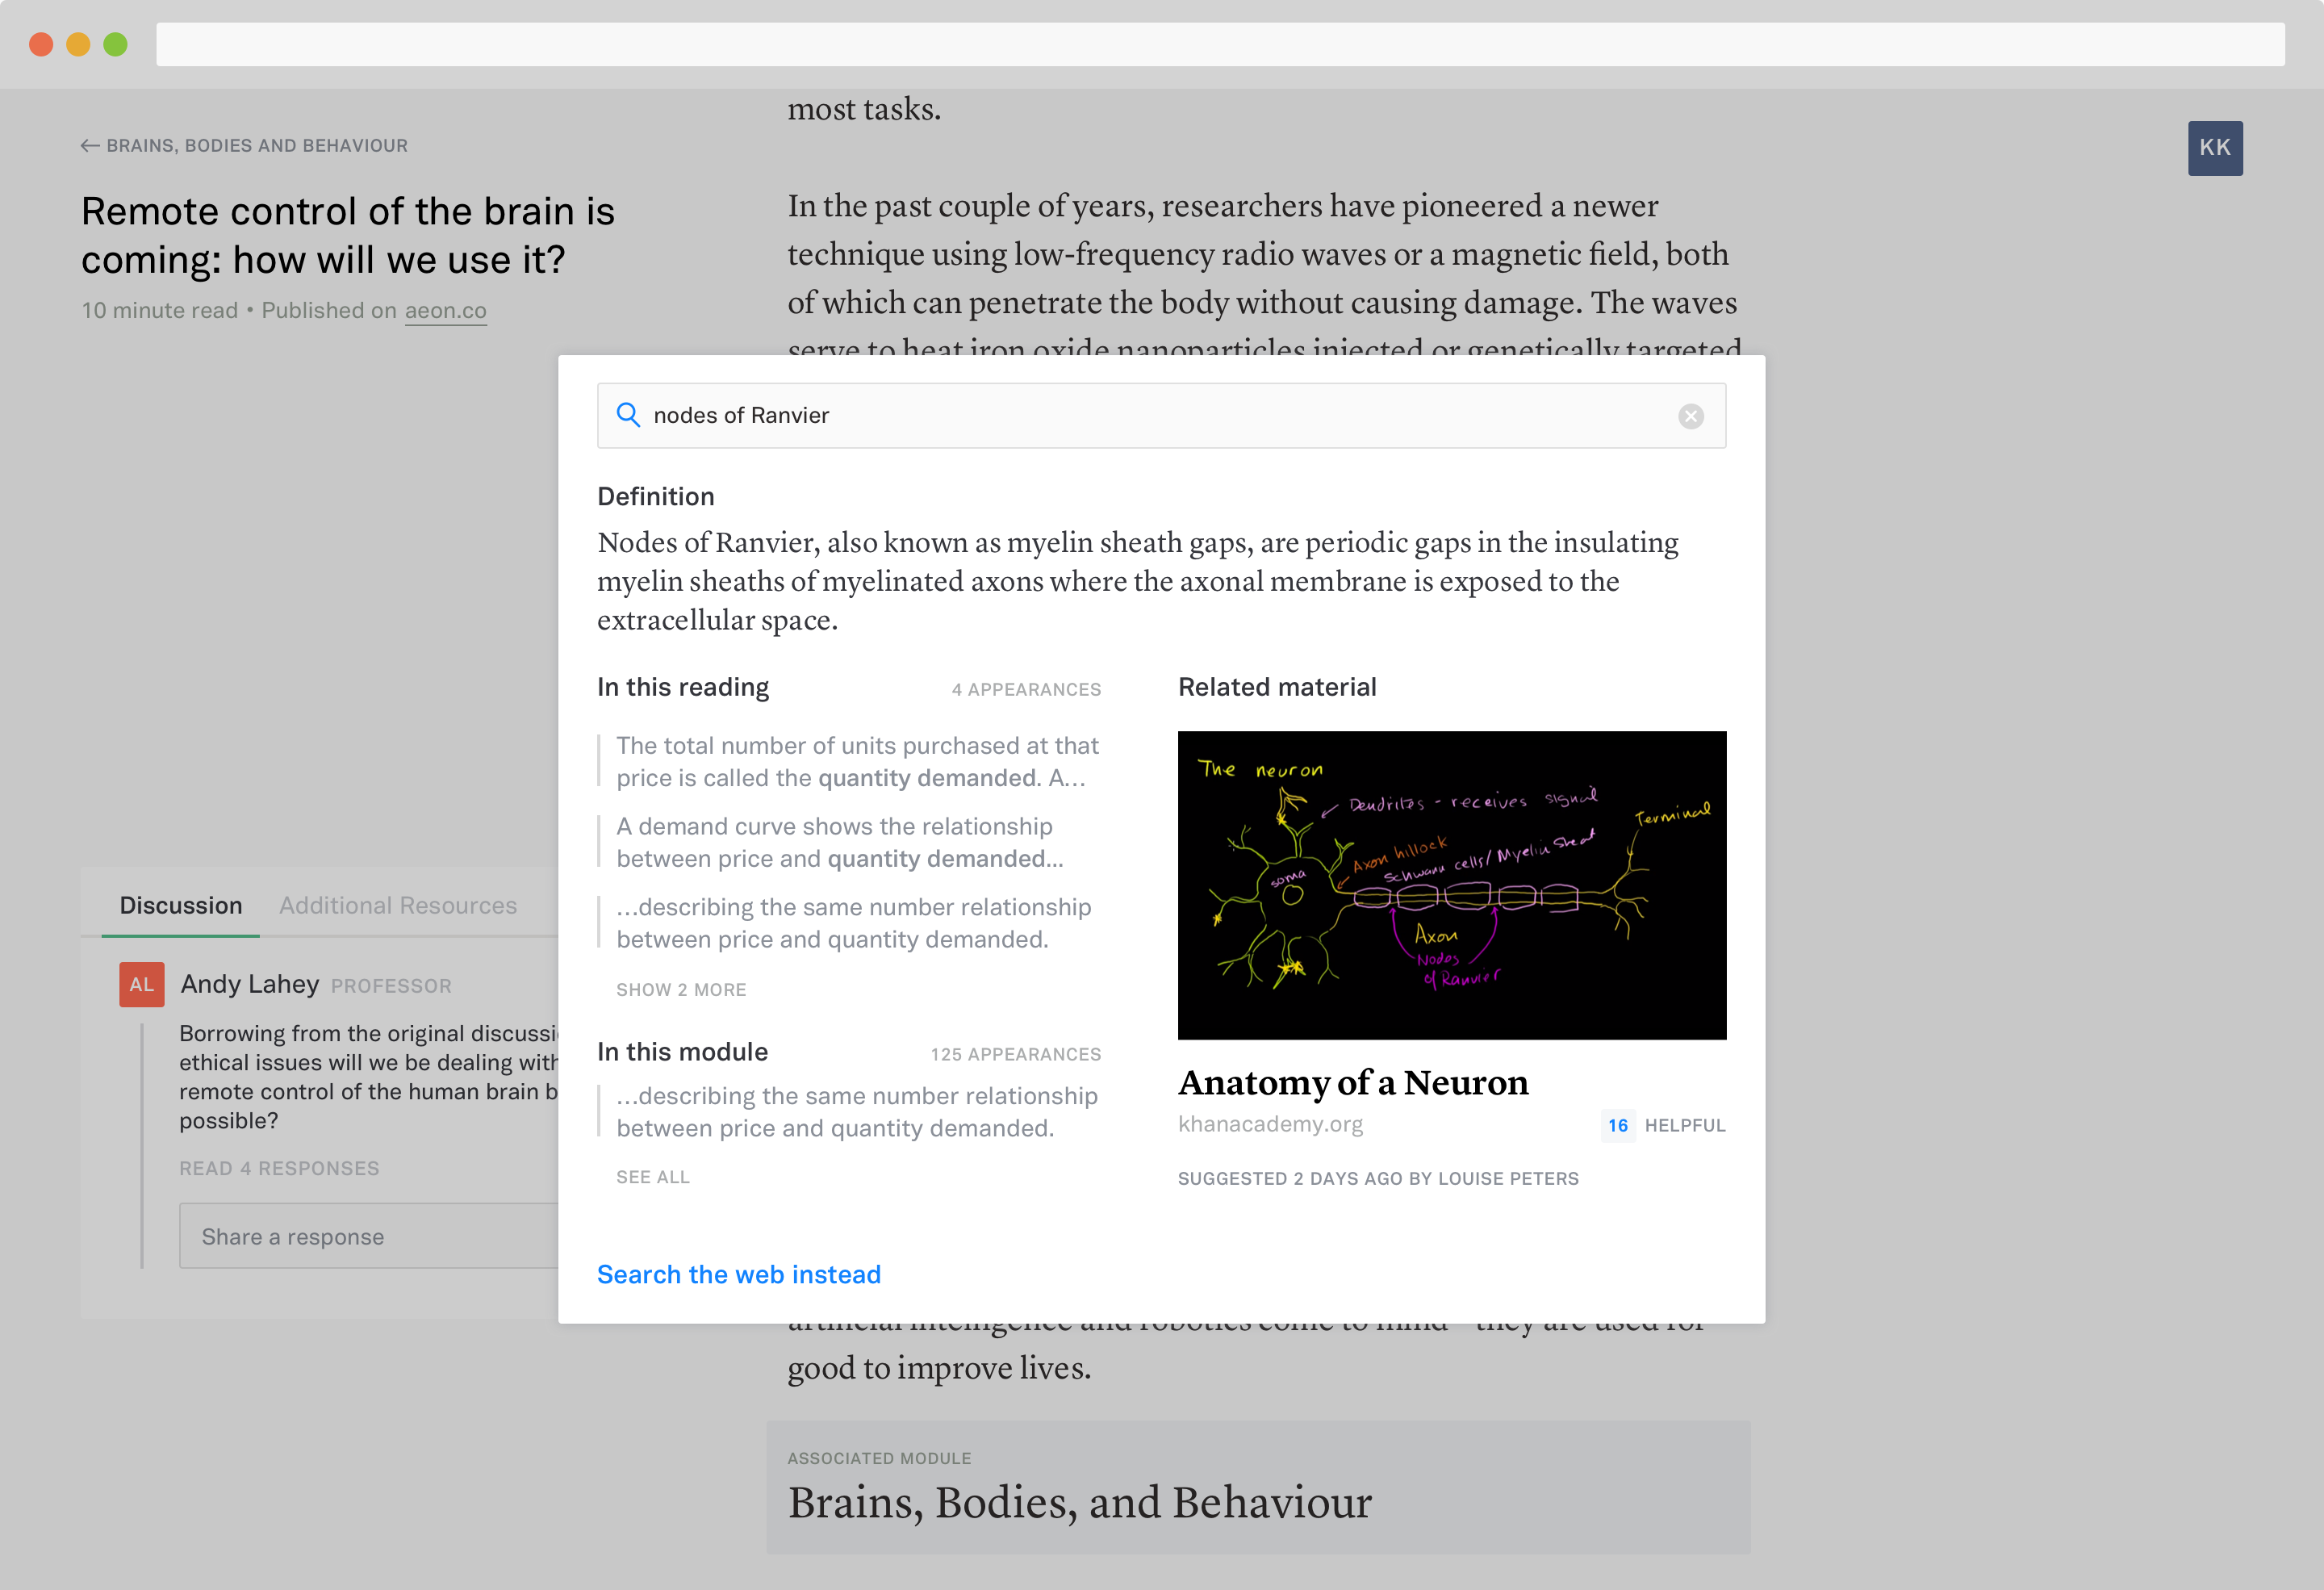 most tasks.
← BRAINS, BODIES AND BEHAVIOUR
KK
Remote control of the brain is
coming: how will we use it?
10 minute read • Published on aeon.co
In the past couple of years, researchers have pioneered a newer
technique using low-frequency radio waves or a magnetic field, both
of which can penetrate the body without causing damage. The waves
serve to heat iron oxide nanoparticles injected or genetically targeted
nodes of Ranvier
Definition
Nodes of Ranvier, also known as myelin sheath gaps, are periodic gaps in the insulating
myelin sheaths of myelinated axons where the axonal membrane is exposed to the
extracellular space.
In this reading
4 APPEARANCES
The total number of units purchased at that
price is called the quantity demanded. A...
A demand curve shows the relationship
between price and quantity demanded...
...describing the same number relationship
between price and quantity demanded.
SHOW 2 MORE
In this module
125 APPEARANCES
...describing the same number relationship
between price and quantity demanded.
SEE ALL
Related material
The neuron
Dendrites - receives signal
Terminal
Axon hillock
Schwann cells/Myelin Sheat
soma
Axon
Nodes
of Ranvier
Anatomy of a Neuron
khanacademy.org
16 HELPFUL
SUGGESTED 2 DAYS AGO BY LOUISE PETERS
Search the web instead
Discussion
Additional Resources
AL
Andy Lahey PROFESSOR
Borrowing from the original discussi
ethical issues will we be dealing with
remote control of the human brain b
possible?
READ 4 RESPONSES
Share a response
artificial intelligence and robotics come to mind – they are used for
good to improve lives.
ASSOCIATED MODULE
Brains, Bodies, and Behaviour